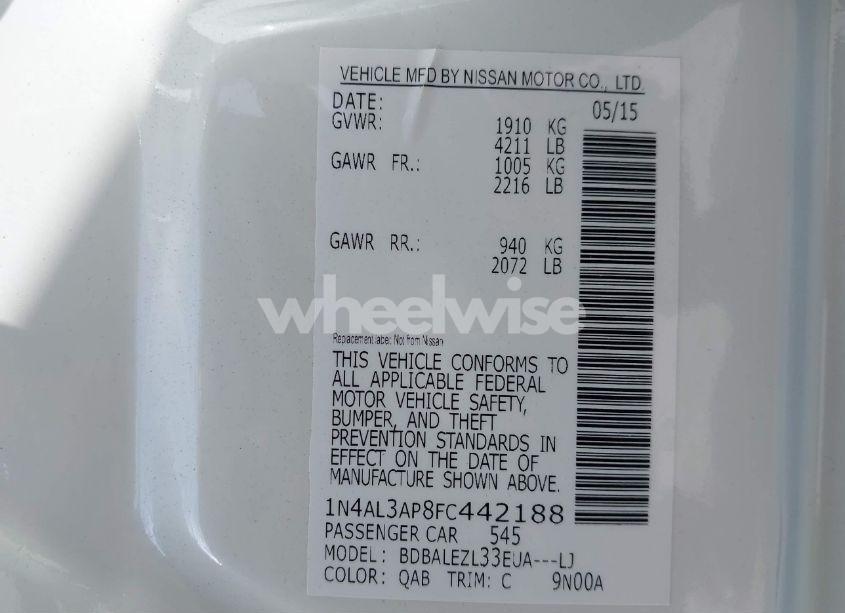 VEHICLE MFD BY NISSAN MOTOR CO., LTD
DATE: 05/15
GVWR: 1910 KG
4211 LB
GAWR FR.: 1005 KG
2216 LB
GAWR RR.: 940 KG
2072 LB
wheelwise
Replacement label: Not from Nissan
THIS VEHICLE CONFORMS TO
ALL APPLICABLE FEDERAL
MOTOR VEHICLE SAFETY,
BUMPER, AND THEFT
PREVENTION STANDARDS IN
EFFECT ON THE DATE OF
MANUFACTURE SHOWN ABOVE.
1N4AL3AP8FC442188
PASSENGER CAR 545
MODEL: BDBALEZL33EUA---LJ
COLOR: QAB TRIM: C 9N00A